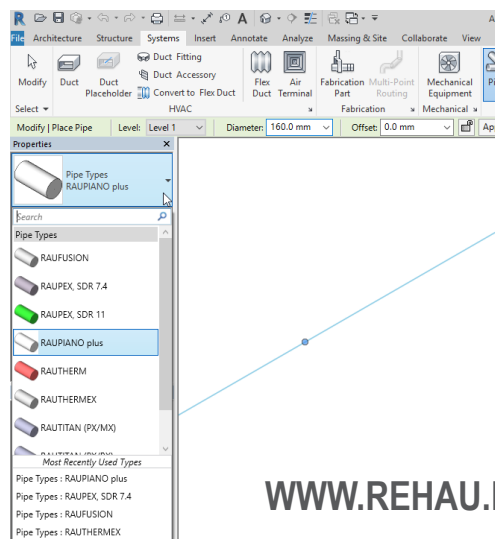 R
A
A
File Architecture Structure Systems Insert Annotate Analyze Massing & Site Collaborate View
Modify
Duct
Duct Placeholder
Duct Fitting
Duct Accessory
Convert to Flex Duct
Flex Duct
Air Terminal
Fabrication Part
Multi-Point Routing
Mechanical Equipment
Pi
Select HVAC Fabrication Mechanical
Modify | Place Pipe Level: Level 1 Diameter: 160.0 mm Offset: 0.0 mm Ap
Properties
Pipe Types
RAUPIANO plus
Search
Pipe Types
RAUFUSION
RAUPEX, SDR 7.4
RAUPEX, SDR 11
RAUPIANO plus
RAUTHERM
RAUTHERMEX
RAUTITAN (PX/MX)
Most Recently Used Types
Pipe Types : RAUPIANO plus
Pipe Types : RAUPEX, SDR 7.4
Pipe Types : RAUFUSION
Pipe Types : RAUTHERMEX
WWW.REHAU.